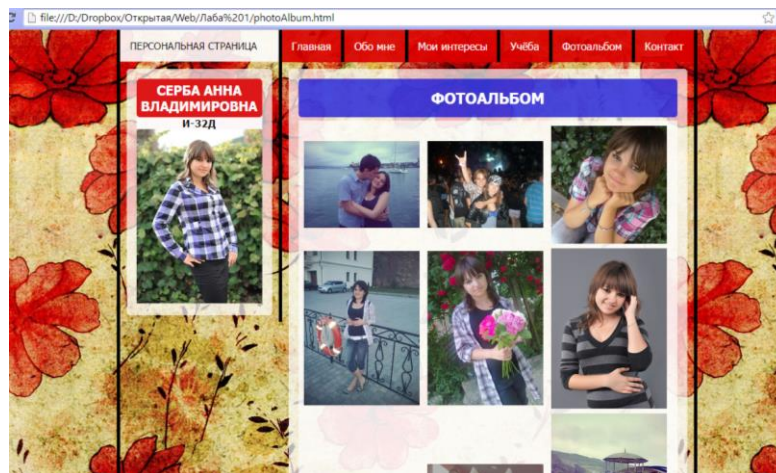 file:///D:/Dropbox/Открытая/Web/Лаба%201/photoAlbum.html
ПЕРСОНАЛЬНАЯ СТРАНИЦА
Главная
Обо мне
Мои интересы
Учёба
Фотоальбом
Контакт
СЕРБА АННА
ВЛАДИМИРОВНА
И-32Д
ФОТОАЛЬБОМ